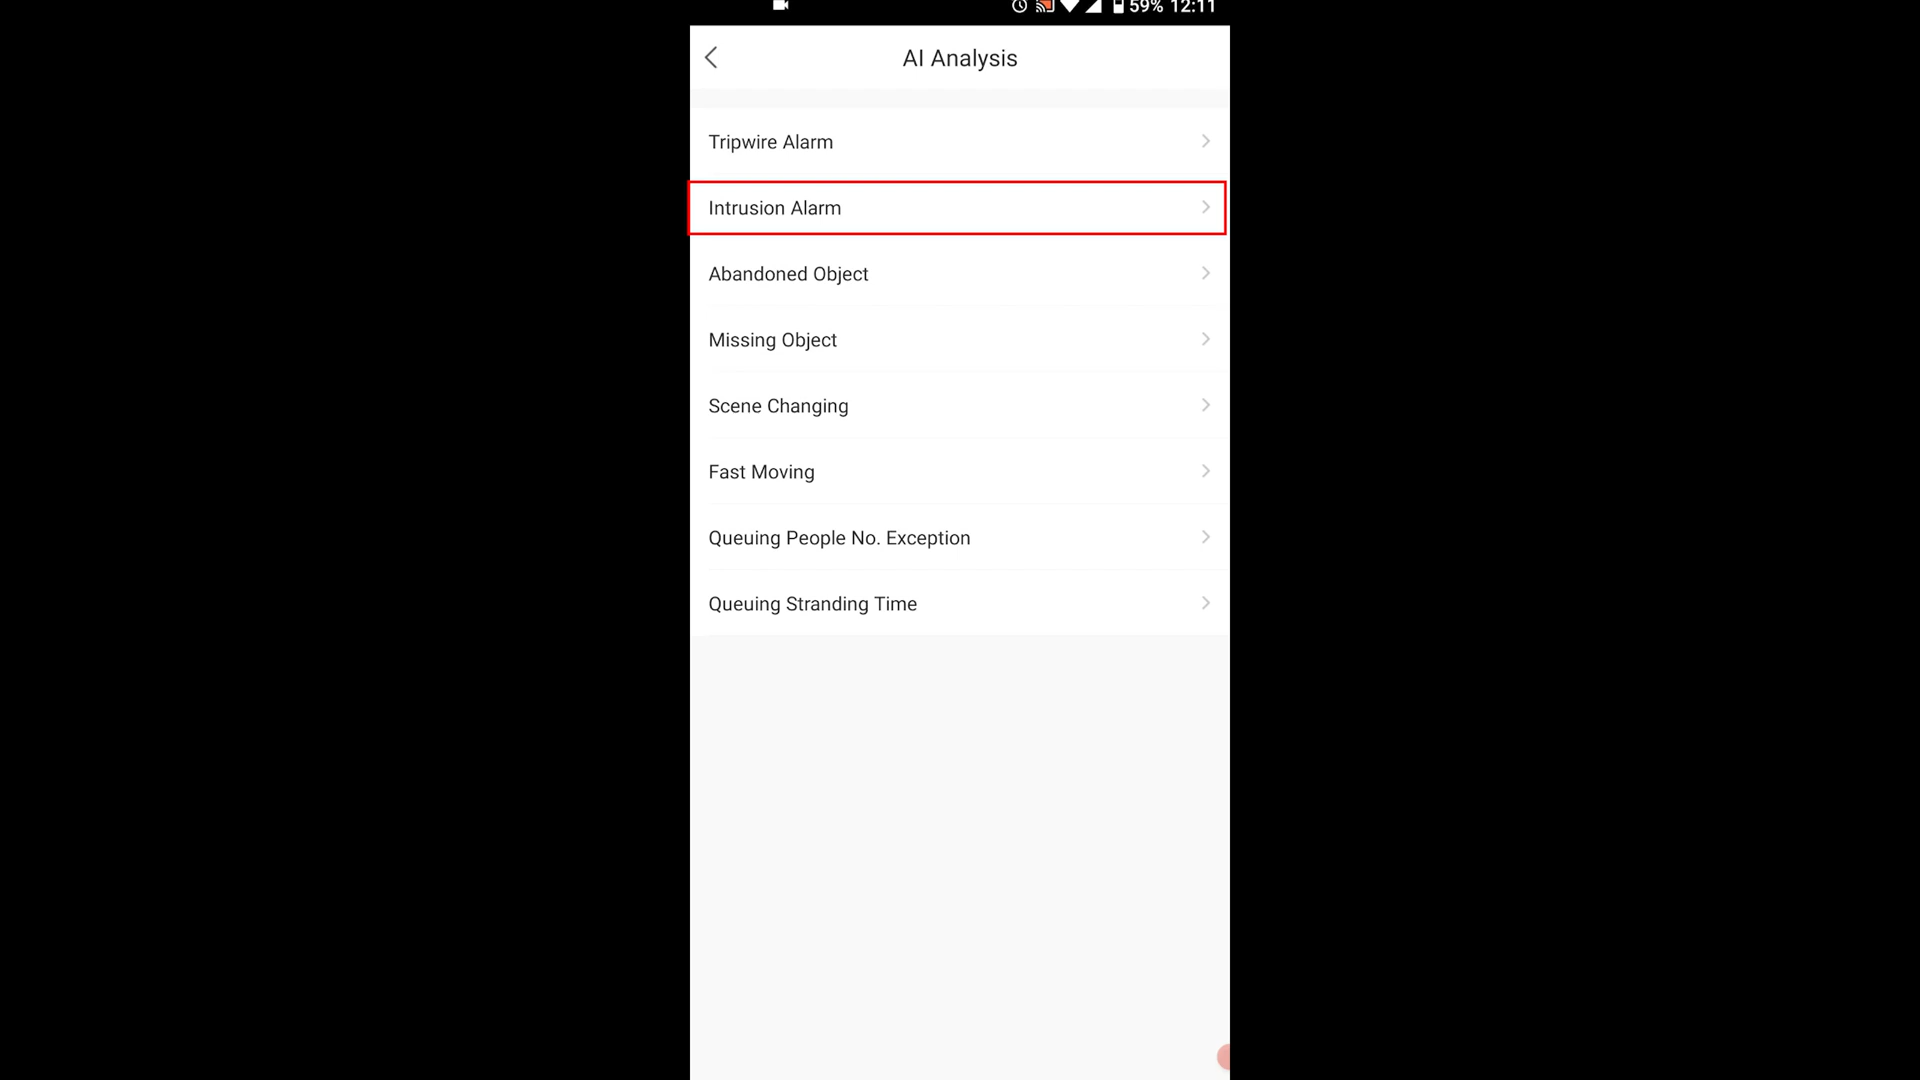 59% 12:11
AI Analysis
Tripwire Alarm
Intrusion Alarm
Abandoned Object
Missing Object
Scene Changing
Fast Moving
Queuing People No. Exception
Queuing Stranding Time